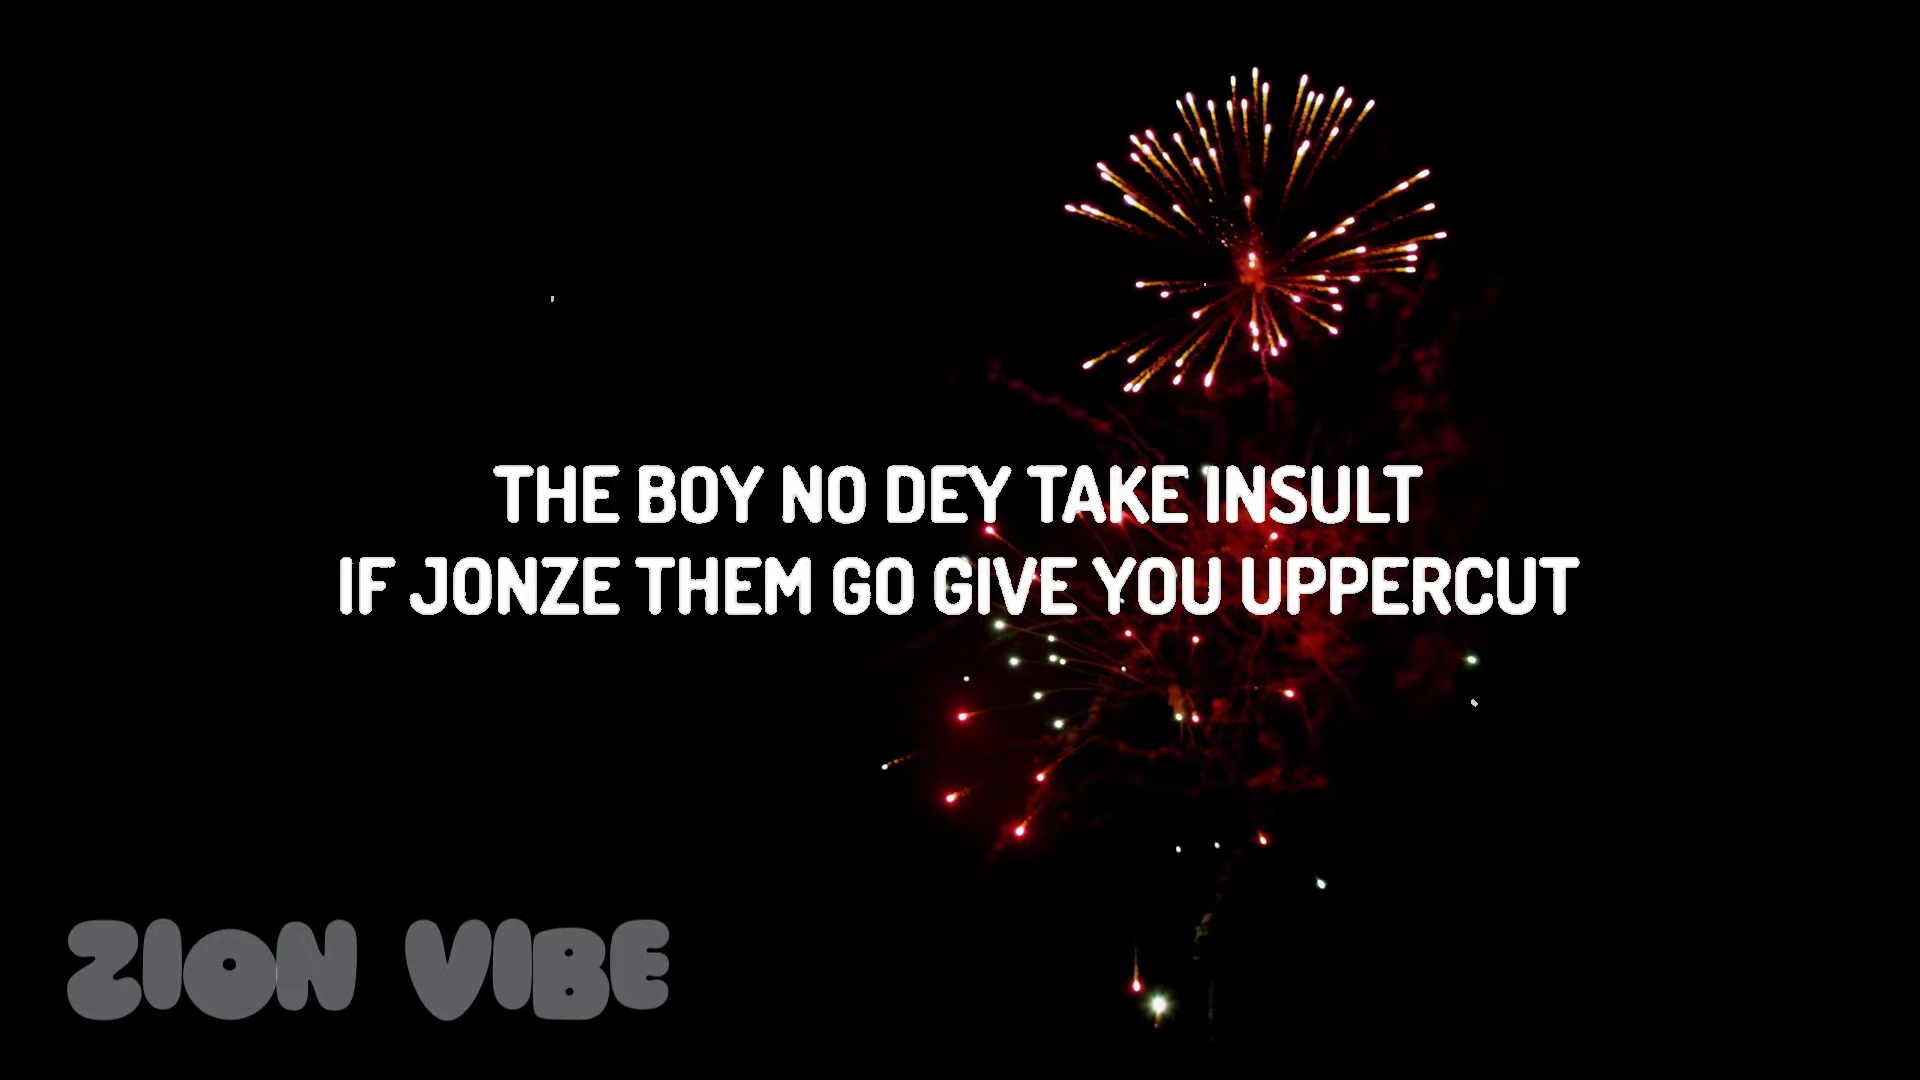 THE BOY NO DEY TAKE INSULT
IF JONZE THEM GO GIVE YOU UPPERCUT
ZION VIBE